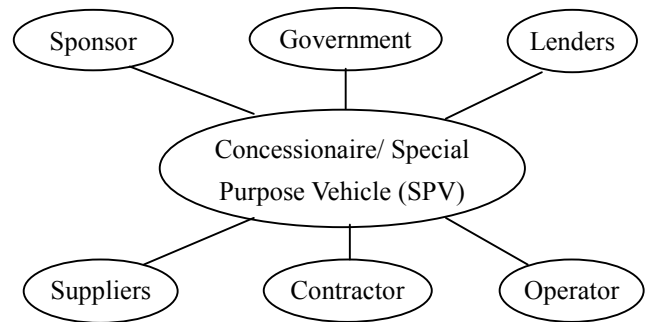 Sponsor
Government
Lenders
Concessionaire/ Special
Purpose Vehicle (SPV)
Suppliers
Contractor
Operator